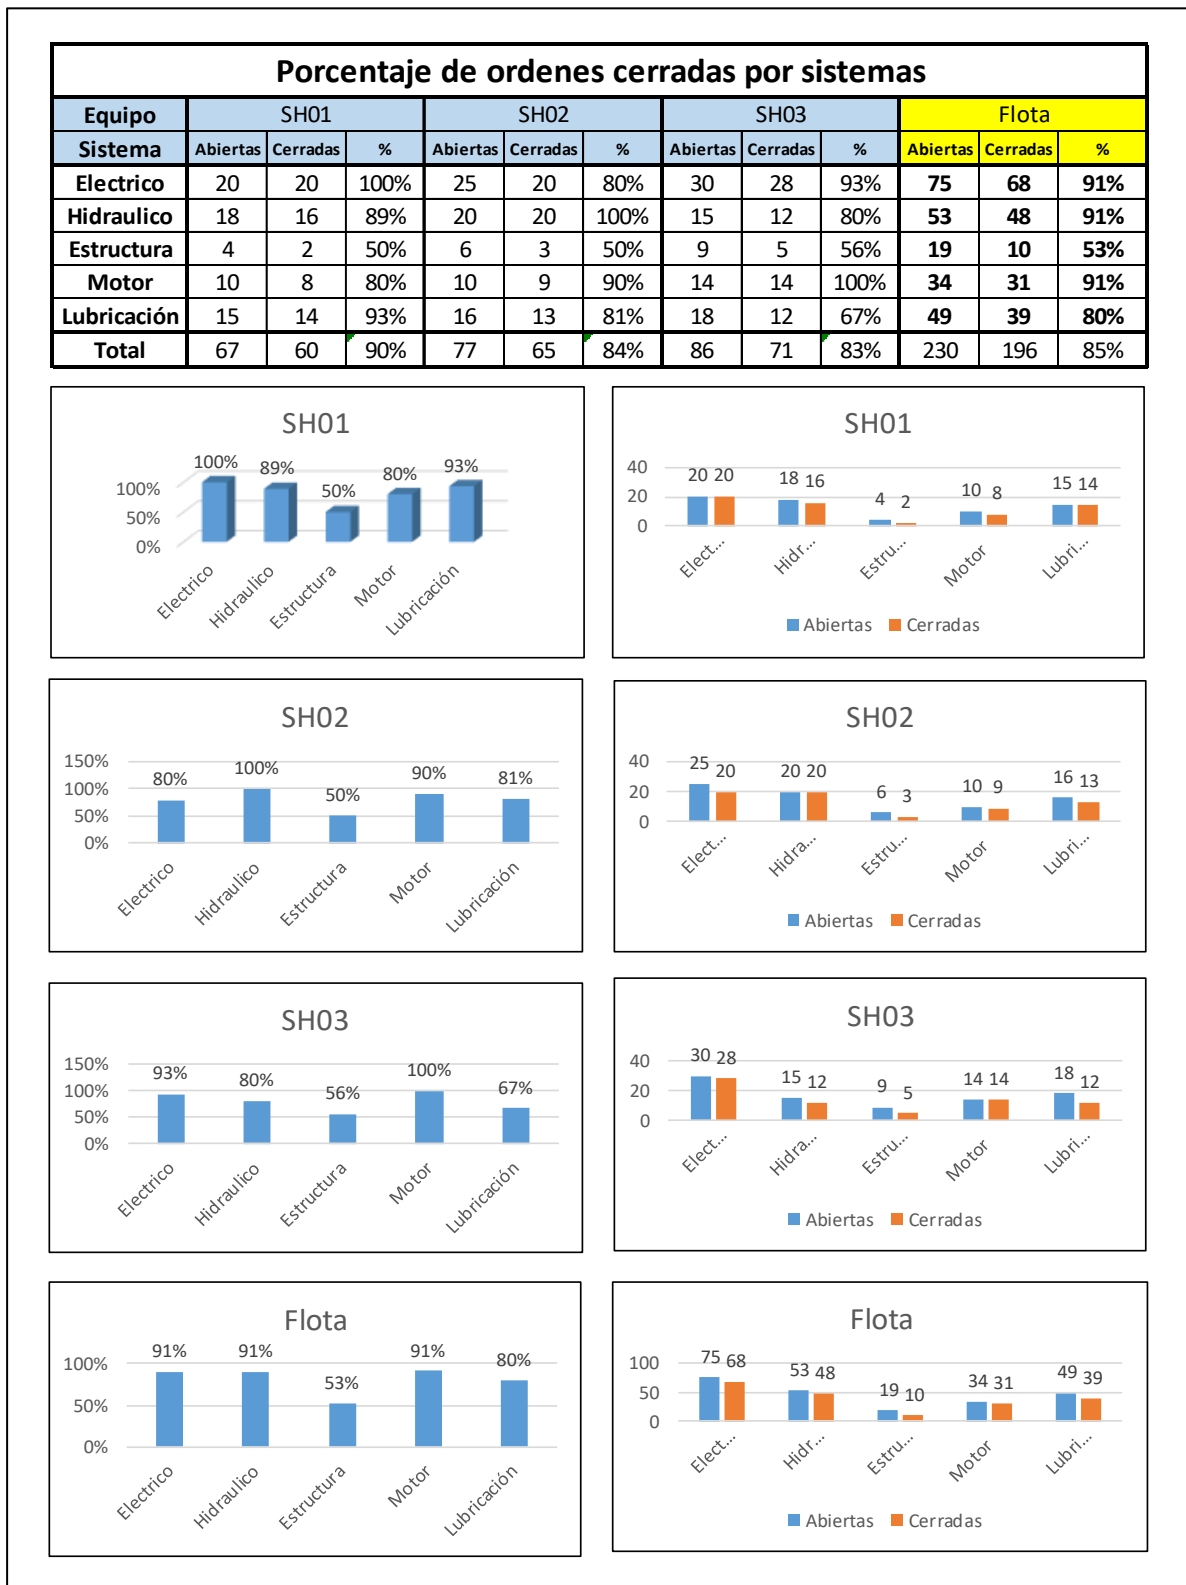 Porcentaje de ordenes cerradas por sistemas
Equipo SH01 SH02 SH03 Flota
Sistema Abiertas Cerradas % Abiertas Cerradas % Abiertas Cerradas % Abiertas Cerradas %
Electrico 20 20 100% 25 20 80% 30 28 93% 75 68 91%
Hidraulico 18 16 89% 20 20 100% 15 12 80% 53 48 91%
Estructura 4 2 50% 6 3 50% 9 5 56% 19 10 53%
Motor 10 8 80% 10 9 90% 14 14 100% 34 31 91%
Lubricación 15 14 93% 16 13 81% 18 12 67% 49 39 80%
Total 67 60 90% 77 65 84% 86 71 83% 230 196 85%
SH01
100% 89% 50% 80% 93%
100%
50%
0%
Electrico Hidraulico Estructura Motor Lubricación
SH01
40
20
0
20 20 18 16 4 2 10 8 15 14
Elect... Hidr... Estru... Motor Lubri...
Abiertas Cerradas
SH02
150%
100%
50%
0%
80% 100% 50% 90% 81%
Electrico Hidraulico Estructura Motor Lubricación
SH02
40
20
0
25 20 20 20 6 3 10 9 16 13
Elect... Hidra... Estru... Motor Lubri...
Abiertas Cerradas
SH03
150%
100%
50%
0%
93% 80% 56% 100% 67%
Electrico Hidraulico Estructura Motor Lubricación
SH03
40
20
0
30 28 15 12 9 5 14 14 18 12
Elect... Hidra... Estru... Motor Lubri...
Abiertas Cerradas
Flota
91% 91% 53% 91% 80%
100%
50%
0%
Electrico Hidraulico Estructura Motor Lubricación
Flota
100
50
0
75 68 53 48 19 10 34 31 49 39
Elect... Hidr... Estru... Motor Lubri...
Abiertas Cerradas